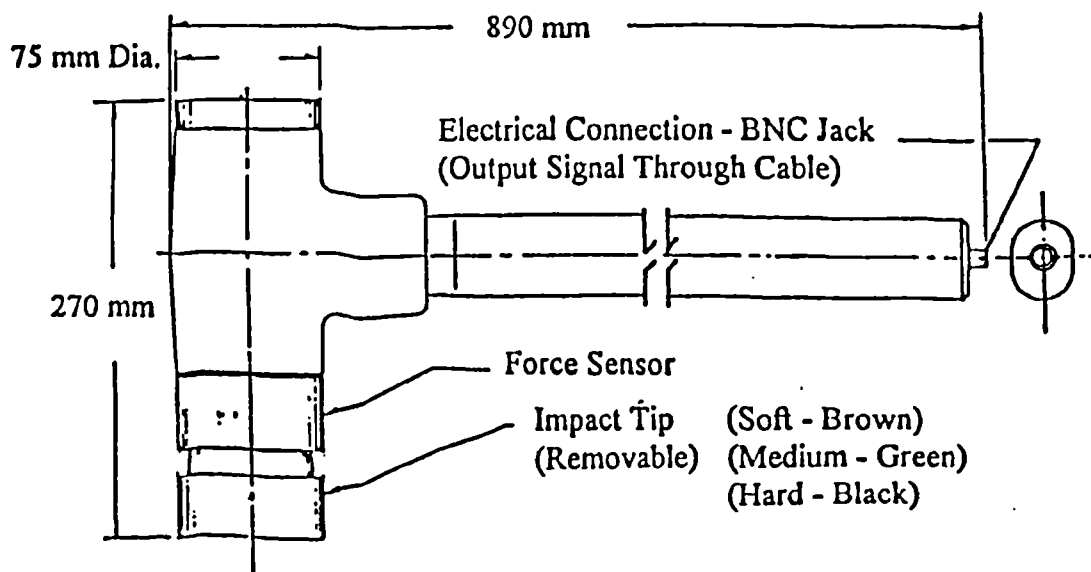 890 mm
75 mm Dia.
Electrical Connection - BNC Jack
(Output Signal Through Cable)
270 mm
Force Sensor
Impact Tip (Soft - Brown)
(Removable) (Medium - Green)
(Hard - Black)